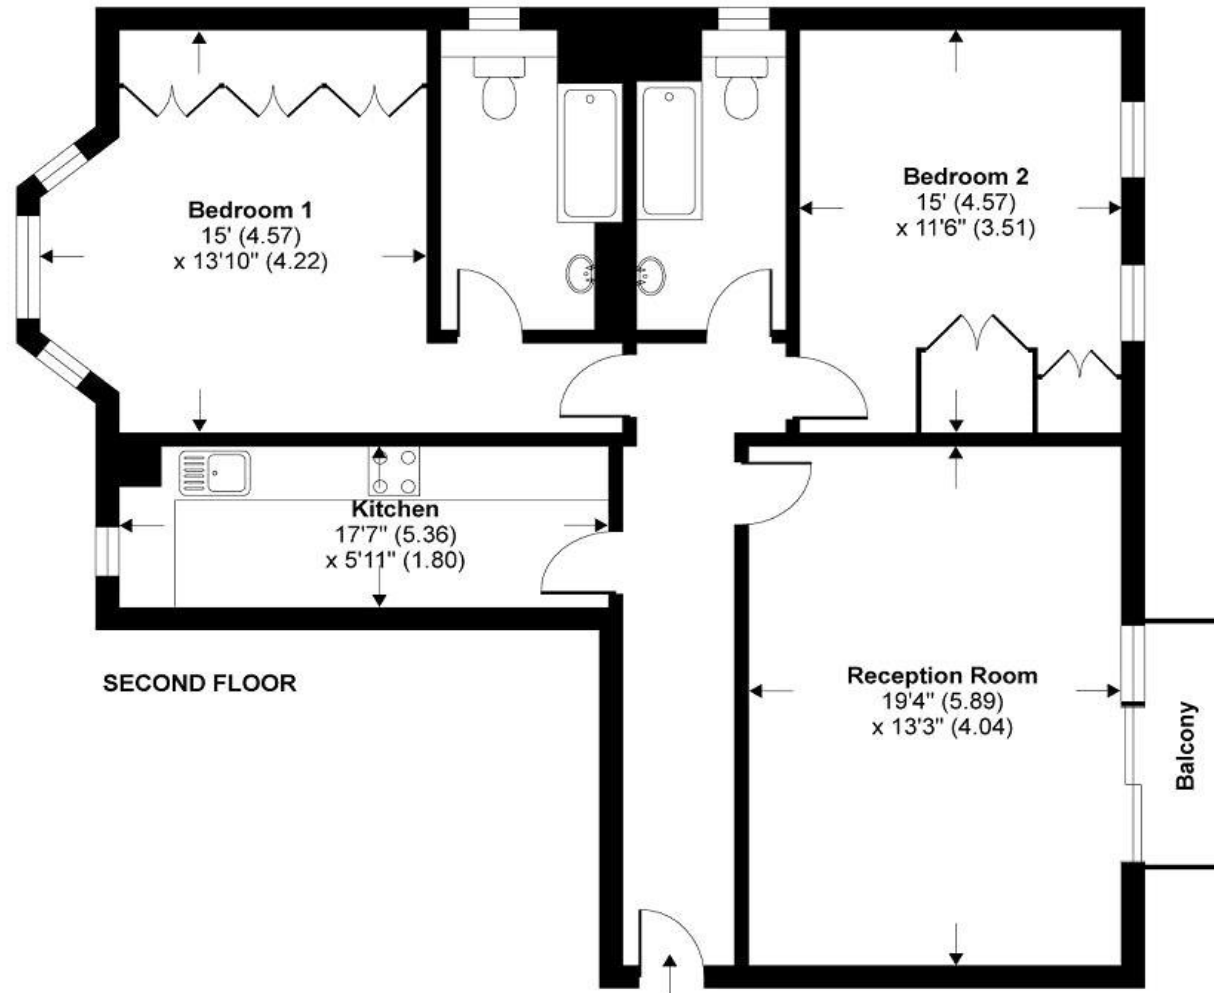 Bedroom 1
15' (4.57)
x 13'10" (4.22)
Bedroom 2
15' (4.57)
x 11'6" (3.51)
Kitchen
17'7" (5.36)
x 5'11" (1.80)
SECOND FLOOR
Reception Room
19'4" (5.89)
x 13'3" (4.04)
Balcony